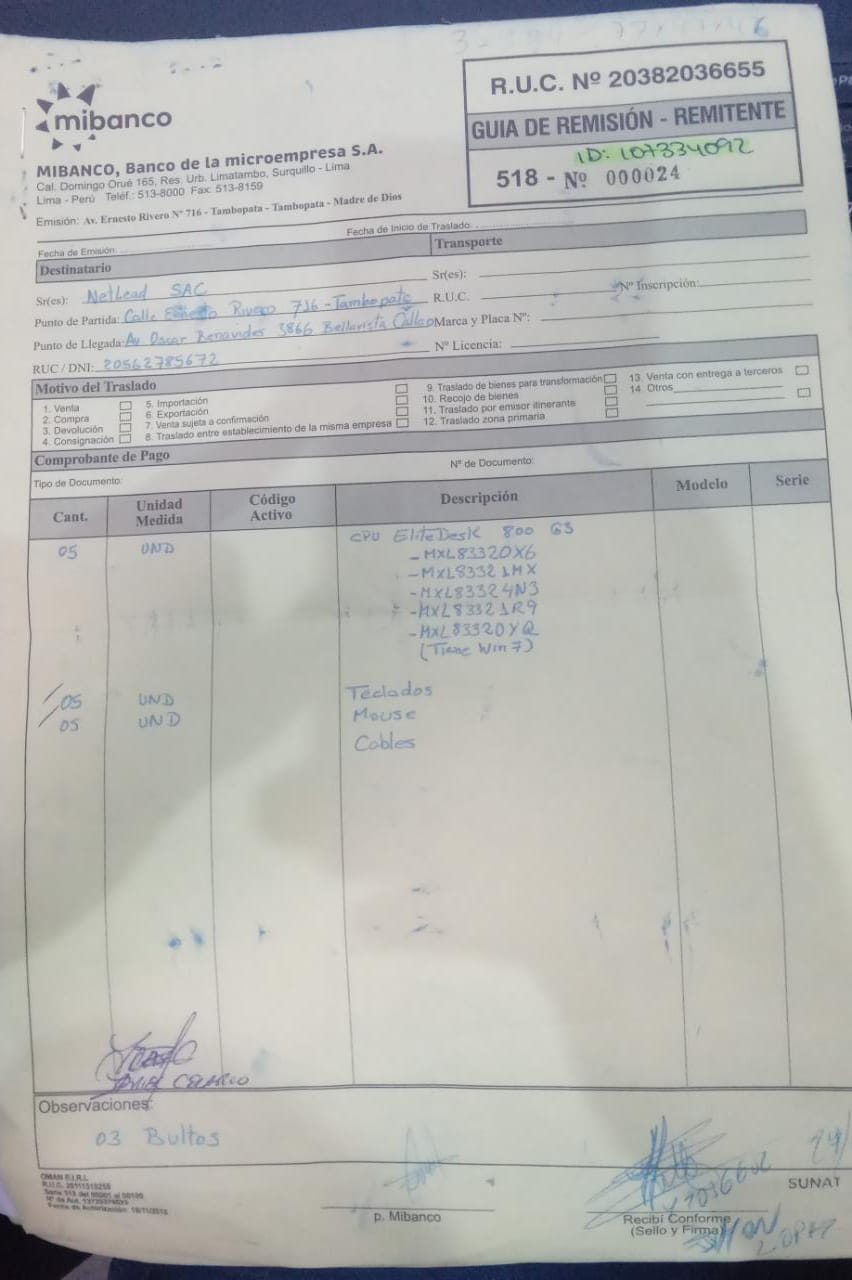 mibanco
MIBANCO, Banco de la microempresa S.A.
Cal. Domingo Orué 165, Res. Urb. Limatambo, Surquillo - Lima
Lima - Perú Teléf.: 513-8000 Fax: 513-8159
Emisión: Av. Ernesto Rivero Nº 716 - Tambopata - Tambopata - Madre de Dios
R.U.C. Nº 20382036655
GUIA DE REMISIÓN - REMITENTE
ID: 107334092
518 - Nº 000024
Fecha de Emisión: Fecha de Inicio de Traslado:
Destinatario Transporte
Sr(es): NetLead SAC Sr(es):
Punto de Partida: Calle Ernesto Rivero 716 - Tambopata R.U.C. Nº Inscripción:
Punto de Llegada: Av Oscar Benavides 3866 Bellavista Callao Marca y Placa Nº:
RUC / DNI: 20562785672 Nº Licencia:
Motivo del Traslado
1. Venta 5. Importación 9. Traslado de bienes para transformación 13. Venta con entrega a terceros
2. Compra 6. Exportación 10. Recojo de bienes 14. Otros
3. Devolución 7. Venta sujeta a confirmación 11. Traslado por emisor itinerante
4. Consignación 8. Traslado entre establecimiento de la misma empresa 12. Traslado zona primaria
Comprobante de Pago
Tipo de Documento: Nº de Documento:
Cant. Unidad Medida Código Activo Descripción Modelo Serie
05 UND CPU EliteDesk 800 G3
- MXL83320X6
- MXL83321MX
- MXL83324N3
- MXL83321R9
- MXL83320YQ
(Tiene Win 7)
05 UND Teclados
05 UND Mouse
Cables
Observaciones:
03 Bultos
OMAN E.I.R.L
p. Mibanco
Recibí Conforme
(Sello y Firma)
SUNAT